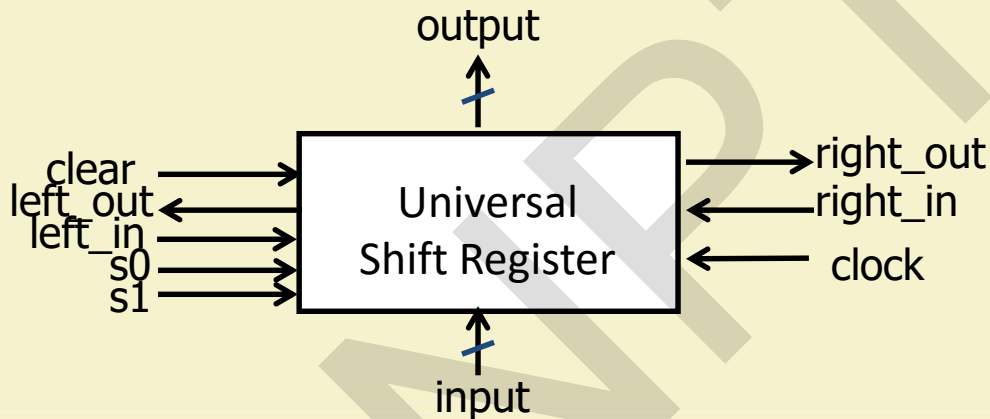 output
clear
left_out
left_in
s0
s1
Universal
Shift Register
right_out
right_in
clock
input